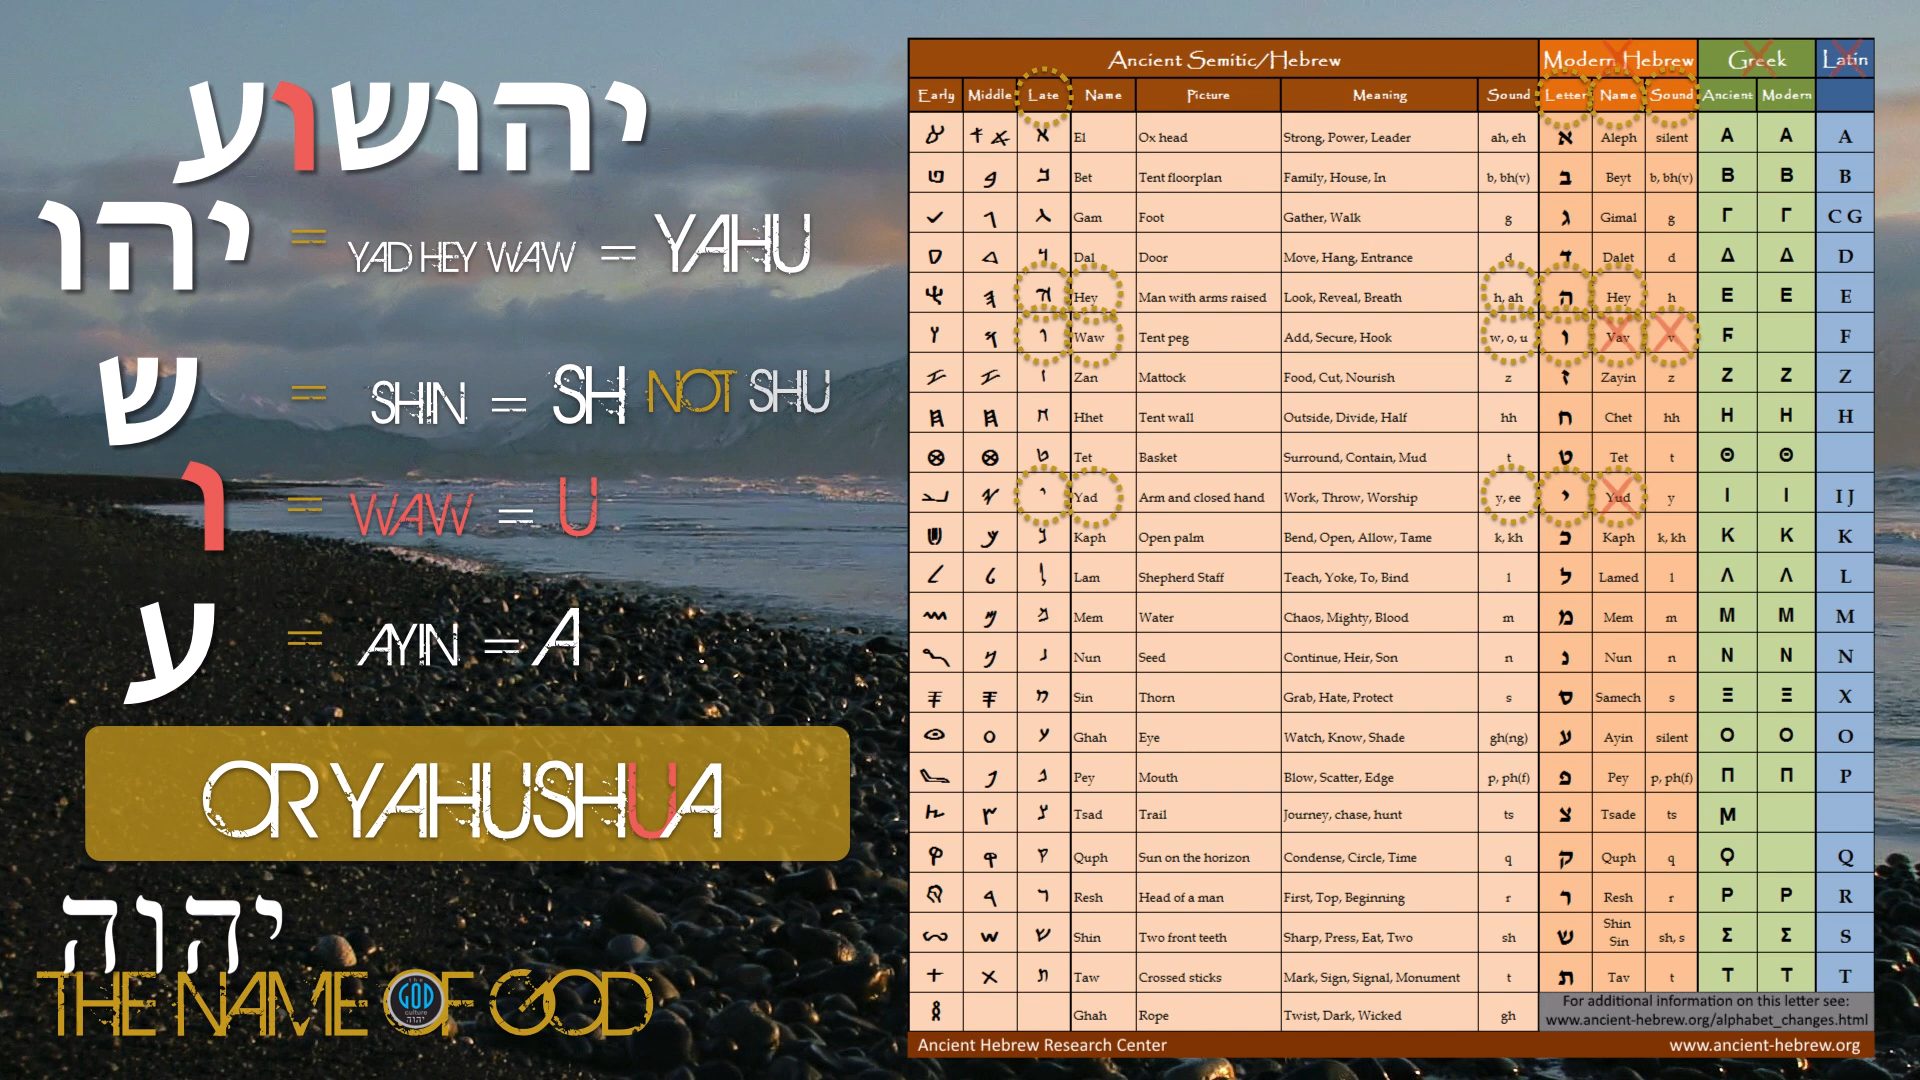 יהושוע
יהו = YAD HEY WAW = YAHU
ש = SHIN = SH NOT SHU
ו = WAW = U
ע = AYIN = A
OR YAHUSHUA
יהוה
THE NAME OF GOD
the
GOD
culture
יהוה
Ancient Semitic/Hebrew Modern Hebrew Greek Latin
Early Middle Late Name Picture Meaning Sound Letter Name Sound Ancient Modern
El Ox head Strong, Power, Leader ah, eh א Aleph silent Α Α A
Bet Tent floorplan Family, House, In b, bh(v) ב Beyt b, bh(v) Β Β B
Gam Foot Gather, Walk g ג Gimal g Γ Γ C G
Dal Door Move, Hang, Entrance d ד Dalet d Δ Δ D
Hey Man with arms raised Look, Reveal, Breath h, ah ה Hey h Ε Ε E
Waw Tent peg Add, Secure, Hook w, o, u ו Vav v Ϝ F
Zan Mattock Food, Cut, Nourish z ז Zayin z Ζ Ζ Z
Hhet Tent wall Outside, Divide, Half hh ח Chet hh Η Η H
Tet Basket Surround, Contain, Mud t ט Tet t Θ Θ
Yad Arm and closed hand Work, Throw, Worship y, ee י Yud y Ι Ι I J
Kaph Open palm Bend, Open, Allow, Tame k, kh כ Kaph k, kh Κ Κ K
Lam Shepherd Staff Teach, Yoke, To, Bind l ל Lamed l Λ Λ L
Mem Water Chaos, Mighty, Blood m מ Mem m Μ Μ M
Nun Seed Continue, Heir, Son n נ Nun n Ν Ν N
Sin Thorn Grab, Hate, Protect s ס Samech s Ξ Ξ X
Ghah Eye Watch, Know, Shade gh(ng) ע Ayin silent Ο Ο O
Pey Mouth Blow, Scatter, Edge p, ph(f) פ Pey p, ph(f) Π Π P
Tsad Trail Journey, chase, hunt ts צ Tsade ts Ϻ
Quph Sun on the horizon Condense, Circle, Time q ק Quph q Ϙ Q
Resh Head of a man First, Top, Beginning r ר Resh r Ρ Ρ R
Shin Two front teeth Sharp, Press, Eat, Two sh ש Shin Sin sh, s Σ Σ S
Taw Crossed sticks Mark, Sign, Signal, Monument t ת Tav t Τ Τ T
Ghah Rope Twist, Dark, Wicked gh
For additional information on this letter see:
www.ancient-hebrew.org/alphabet_changes.html
Ancient Hebrew Research Center www.ancient-hebrew.org